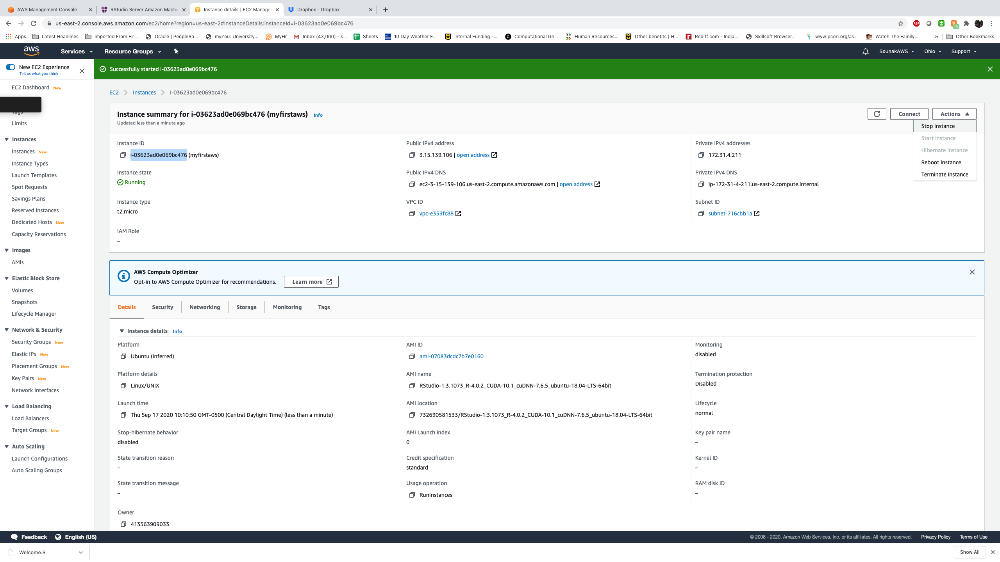 AWS Management Console
RStudio Server Amazon Machin
Instance details | EC2 Manager
Dropbox - Dropbox
us-east-2.console.aws.amazon.com/ec2/home?region=us-east-2#InstanceDetails:instanceId=i-03623ad0e069bc476
ABP
13
Apps
Latest Headlines
Imported From Fir...
Oracle | PeopleSo...
myZou: University...
MyHr
Inbox (43,000) - s...
Sheets
10 Day Weather F...
Internal Funding -...
Computational Ge...
Human Resources...
Other benefits | H...
Rediff.com - India...
Skillsoft Browser...
www.pcori.org/as...
Watch The Family...
»
Other Bookmarks
aws
Services
Resource Groups
SounakAWS
Ohio
Support
New EC2 Experience
Tell us what you think
Successfully started i-03623ad0e069bc476
EC2 Dashboard New
Tags
Limits
Instances
Instances New
Instance Types
Launch Templates
Spot Requests
Savings Plans
Reserved Instances
Dedicated Hosts New
Capacity Reservations
Images
AMIs
Elastic Block Store
Volumes
Snapshots
Lifecycle Manager
Network & Security
Security Groups New
Elastic IPs New
Placement Groups New
Key Pairs New
Network Interfaces
Load Balancing
Load Balancers
Target Groups New
Auto Scaling
Launch Configurations
Auto Scaling Groups
EC2
Instances
i-03623ad0e069bc476
Instance summary for i-03623ad0e069bc476 (myfirstaws) Info
Updated less than a minute ago
Connect
Actions
Stop instance
Start instance
Hibernate instance
Reboot instance
Terminate instance
Instance ID
i-03623ad0e069bc476 (myfirstaws)
Public IPv4 address
3.15.139.106 | open address
Private IPv4 addresses
172.31.4.211
Instance state
Running
Public IPv4 DNS
ec2-3-15-139-106.us-east-2.compute.amazonaws.com | open address
Private IPv4 DNS
ip-172-31-4-211.us-east-2.compute.internal
Instance type
t2.micro
VPC ID
vpc-e353fc88
Subnet ID
subnet-716cbb1a
IAM Role
–
AWS Compute Optimizer
Opt-in to AWS Compute Optimizer for recommendations.
Learn more
Details
Security
Networking
Storage
Monitoring
Tags
Instance details Info
Platform
Ubuntu (Inferred)
AMI ID
ami-07083dcdc7b7e0160
Monitoring
disabled
Platform details
Linux/UNIX
AMI name
RStudio-1.3.1073_R-4.0.2_CUDA-10.1_cuDNN-7.6.5_ubuntu-18.04-LTS-64bit
Termination protection
Disabled
Launch time
Thu Sep 17 2020 10:10:50 GMT-0500 (Central Daylight Time) (less than a minute)
AMI location
732690581533/RStudio-1.3.1073_R-4.0.2_CUDA-10.1_cuDNN-7.6.5_ubuntu-18.04-LTS-64bit
Lifecycle
normal
Stop-hibernate behavior
disabled
AMI Launch index
0
Key pair name
–
State transition reason
–
Credit specification
standard
Kernel ID
–
State transition message
–
Usage operation
RunInstances
RAM disk ID
–
Owner
413563909033
Feedback
English (US)
© 2008 - 2020, Amazon Web Services, Inc. or its affiliates. All rights reserved.
Privacy Policy
Terms of Use
Welcome.R
Show All